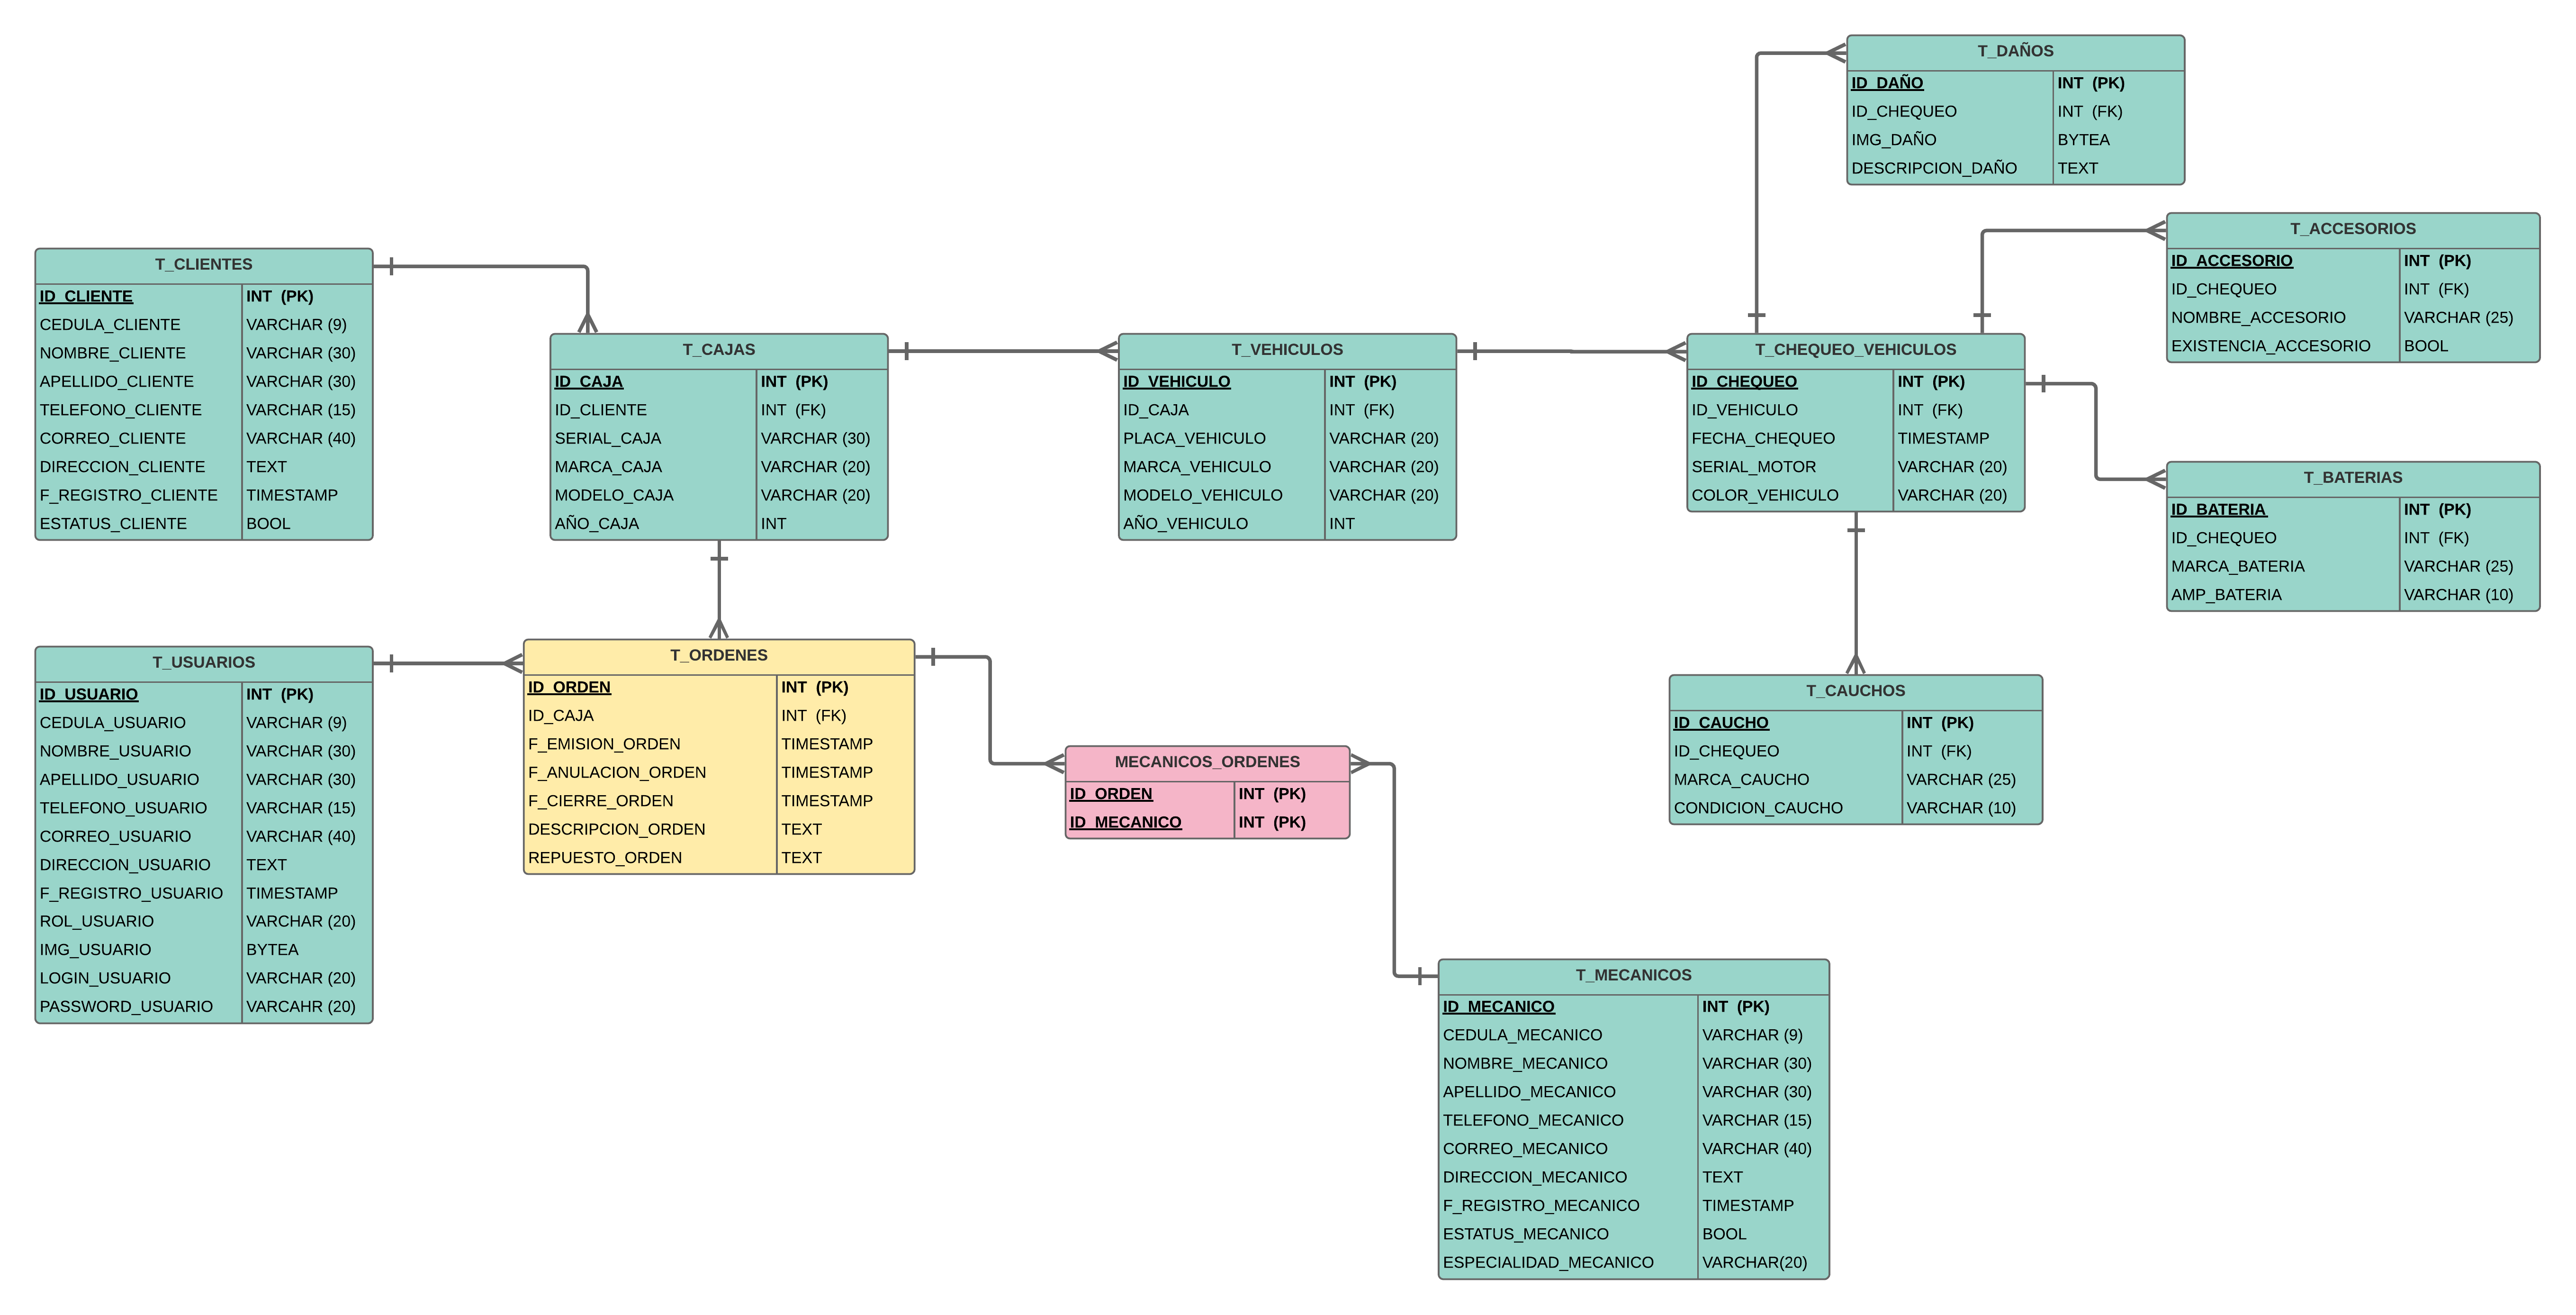 T_DAÑOS
ID_DAÑO INT (PK)
ID_CHEQUEO INT (FK)
IMG_DAÑO BYTEA
DESCRIPCION_DAÑO TEXT
T_ACCESORIOS
ID_ACCESORIO INT (PK)
ID_CHEQUEO INT (FK)
NOMBRE_ACCESORIO VARCHAR (25)
EXISTENCIA_ACCESORIO BOOL
T_CLIENTES
ID_CLIENTE INT (PK)
CEDULA_CLIENTE VARCHAR (9)
NOMBRE_CLIENTE VARCHAR (30)
APELLIDO_CLIENTE VARCHAR (30)
TELEFONO_CLIENTE VARCHAR (15)
CORREO_CLIENTE VARCHAR (40)
DIRECCION_CLIENTE TEXT
F_REGISTRO_CLIENTE TIMESTAMP
ESTATUS_CLIENTE BOOL
T_CAJAS
ID_CAJA INT (PK)
ID_CLIENTE INT (FK)
SERIAL_CAJA VARCHAR (30)
MARCA_CAJA VARCHAR (20)
MODELO_CAJA VARCHAR (20)
AÑO_CAJA INT
T_VEHICULOS
ID_VEHICULO INT (PK)
ID_CAJA INT (FK)
PLACA_VEHICULO VARCHAR (20)
MARCA_VEHICULO VARCHAR (20)
MODELO_VEHICULO VARCHAR (20)
AÑO_VEHICULO INT
T_CHEQUEO_VEHICULOS
ID_CHEQUEO INT (PK)
ID_VEHICULO INT (FK)
FECHA_CHEQUEO TIMESTAMP
SERIAL_MOTOR VARCHAR (20)
COLOR_VEHICULO VARCHAR (20)
T_BATERIAS
ID_BATERIA INT (PK)
ID_CHEQUEO INT (FK)
MARCA_BATERIA VARCHAR (25)
AMP_BATERIA VARCHAR (10)
T_USUARIOS
ID_USUARIO INT (PK)
CEDULA_USUARIO VARCHAR (9)
NOMBRE_USUARIO VARCHAR (30)
APELLIDO_USUARIO VARCHAR (30)
TELEFONO_USUARIO VARCHAR (15)
CORREO_USUARIO VARCHAR (40)
DIRECCION_USUARIO TEXT
F_REGISTRO_USUARIO TIMESTAMP
ROL_USUARIO VARCHAR (20)
IMG_USUARIO BYTEA
LOGIN_USUARIO VARCHAR (20)
PASSWORD_USUARIO VARCAHR (20)
T_ORDENES
ID_ORDEN INT (PK)
ID_CAJA INT (FK)
F_EMISION_ORDEN TIMESTAMP
F_ANULACION_ORDEN TIMESTAMP
F_CIERRE_ORDEN TIMESTAMP
DESCRIPCION_ORDEN TEXT
REPUESTO_ORDEN TEXT
MECANICOS_ORDENES
ID_ORDEN INT (PK)
ID_MECANICO INT (PK)
T_CAUCHOS
ID_CAUCHO INT (PK)
ID_CHEQUEO INT (FK)
MARCA_CAUCHO VARCHAR (25)
CONDICION_CAUCHO VARCHAR (10)
T_MECANICOS
ID_MECANICO INT (PK)
CEDULA_MECANICO VARCHAR (9)
NOMBRE_MECANICO VARCHAR (30)
APELLIDO_MECANICO VARCHAR (30)
TELEFONO_MECANICO VARCHAR (15)
CORREO_MECANICO VARCHAR (40)
DIRECCION_MECANICO TEXT
F_REGISTRO_MECANICO TIMESTAMP
ESTATUS_MECANICO BOOL
ESPECIALIDAD_MECANICO VARCHAR(20)